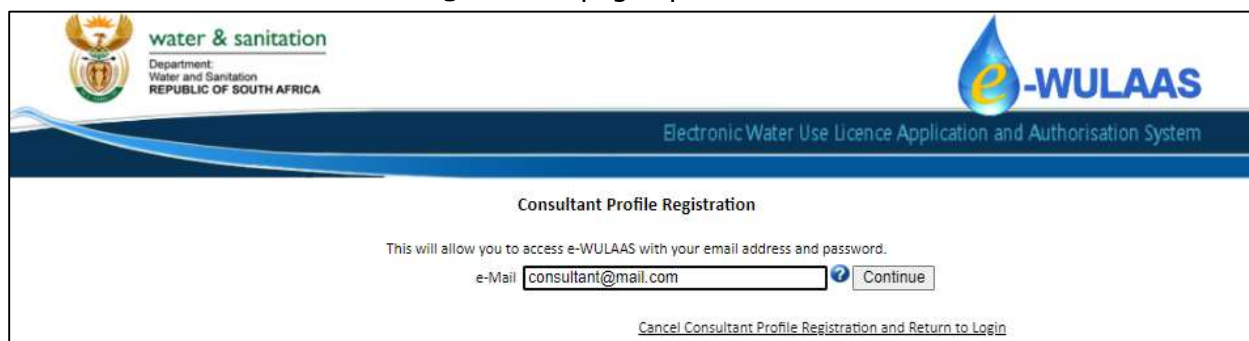 water & sanitation
Department:
Water and Sanitation
REPUBLIC OF SOUTH AFRICA
e-WULAAS
Electronic Water Use Licence Application and Authorisation System
Consultant Profile Registration
This will allow you to access e-WULAAS with your email address and password.
e-Mail consultant@mail.com ? Continue
Cancel Consultant Profile Registration and Return to Login